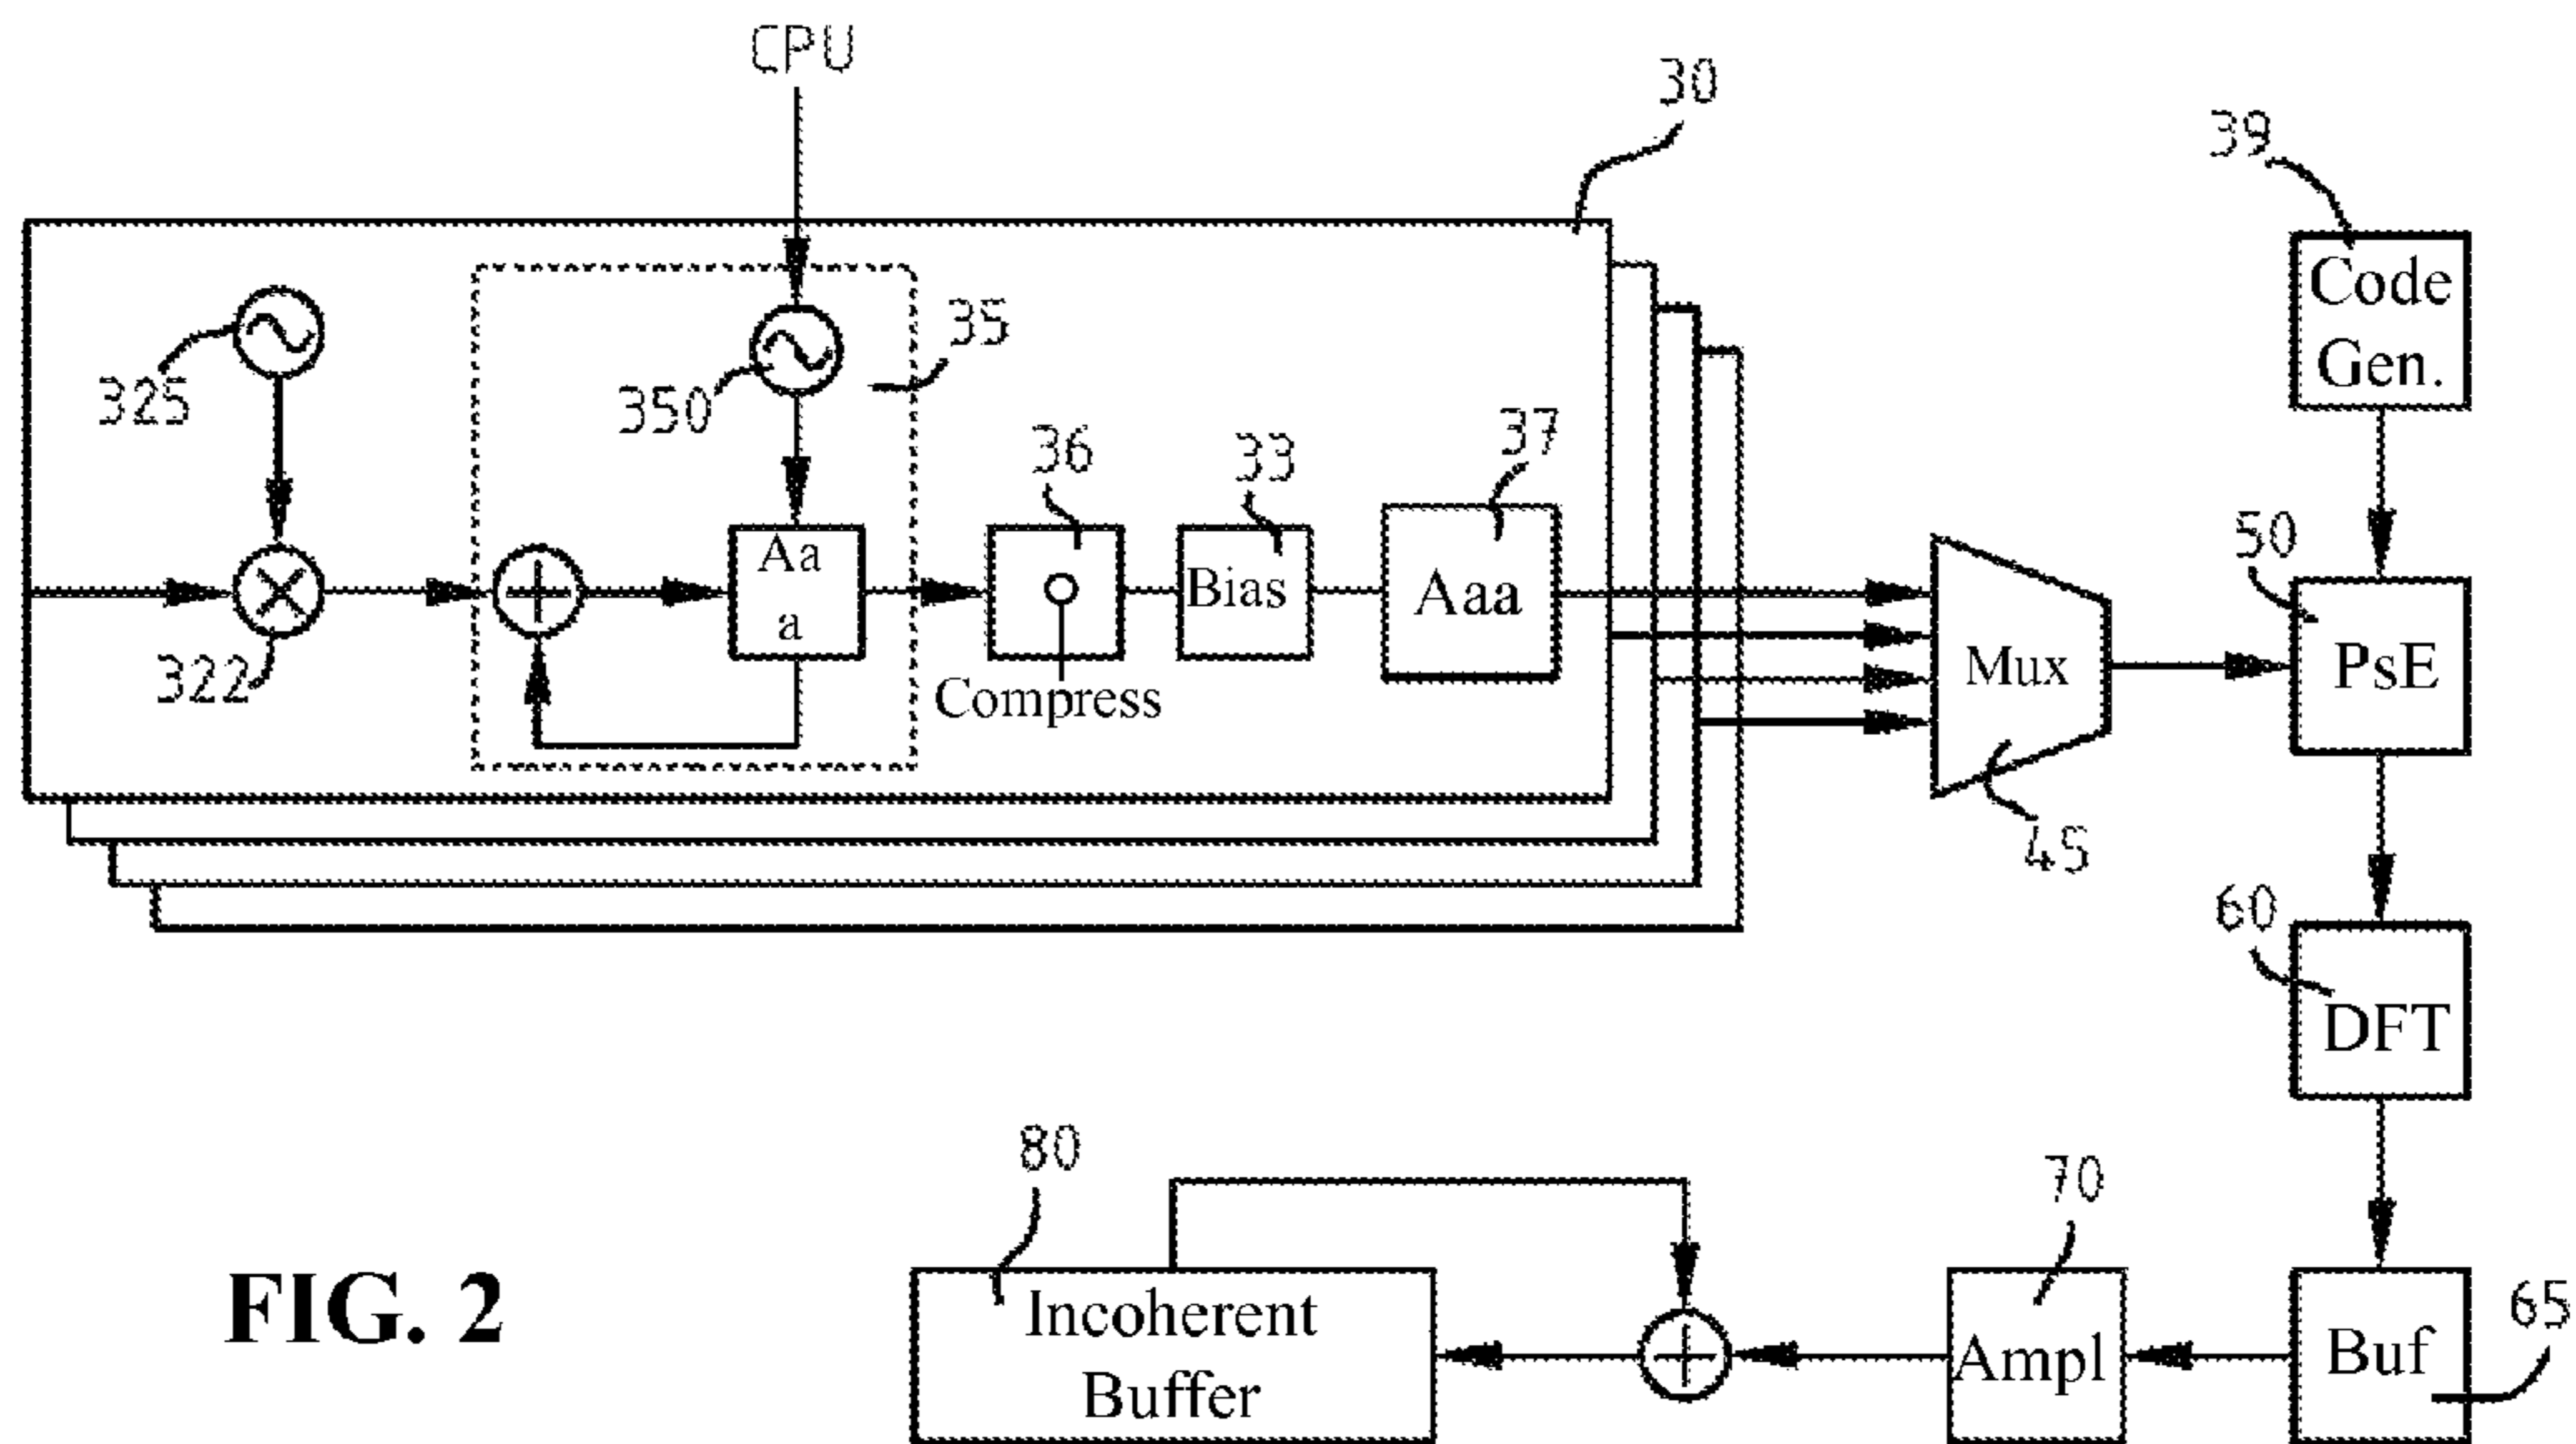 CPU
30
39
Code
Gen.
325
350
35
36
33
37
50
Aa
a
Bias
Aaa
Mux
PsE
322
Compress
45
60
DFT
80
70
65
Incoherent
Buffer
Ampl
Buf
FIG. 2